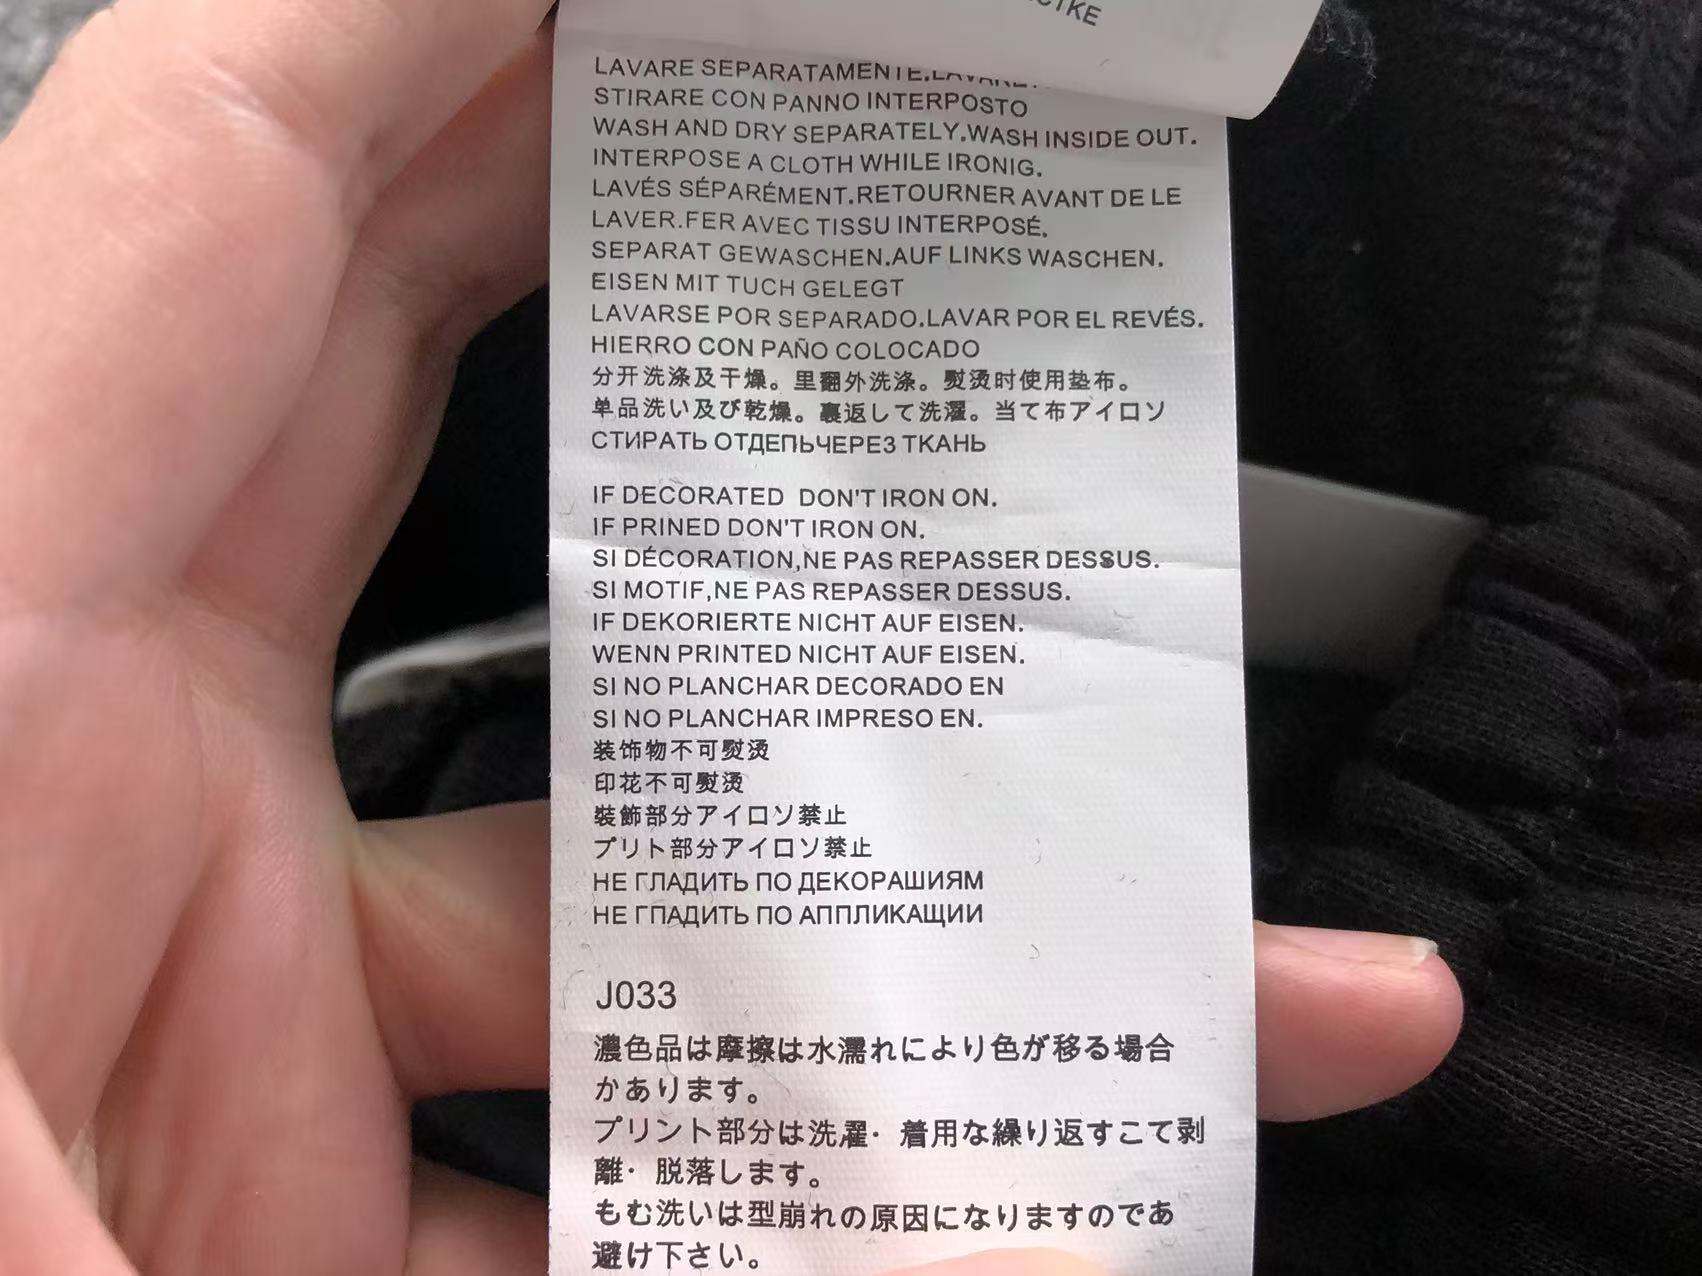 LAVARE SEPARATAMENTE.
STIRARE CON PANNO INTERPOSTO
WASH AND DRY SEPARATELY.WASH INSIDE OUT.
INTERPOSE A CLOTH WHILE IRONIG.
LAVÉS SÉPARÉMENT.RETOURNER AVANT DE LE
LAVER.FER AVEC TISSU INTERPOSÉ.
SEPARAT GEWASCHEN.AUF LINKS WASCHEN.
EISEN MIT TUCH GELEGT
LAVARSE POR SEPARADO.LAVAR POR EL REVÉS.
HIERRO CON PAÑO COLOCADO
分开洗涤及干燥。里翻外洗涤。熨烫时使用垫布。
单品洗い及び乾燥。裏返して洗濯。当て布アイロソ
СТИРАТЬ ОТДЕПЬЧЕРЕЗ ТКАНЬ
IF DECORATED DON'T IRON ON.
IF PRINED DON'T IRON ON.
SI DÉCORATION,NE PAS REPASSER DESSUS.
SI MOTIF,NE PAS REPASSER DESSUS.
IF DEKORIERTE NICHT AUF EISEN.
WENN PRINTED NICHT AUF EISEN.
SI NO PLANCHAR DECORADO EN
SI NO PLANCHAR IMPRESO EN.
装饰物不可熨烫
印花不可熨烫
裝飾部分アイロソ禁止
プリト部分アイロソ禁止
НЕ ГЛАДИТЬ ПО ДЕКОРАШИЯМ
НЕ ГПАДИТЬ ПО АППЛИКАЩИИ
J033
濃色品は摩擦は水濡れにより色が移る場合
かあります。
プリント部分は洗濯·着用な繰り返すこて剥
離·脱落します。
もむ洗いは型崩れの原因になりますのであ
避け下さい。